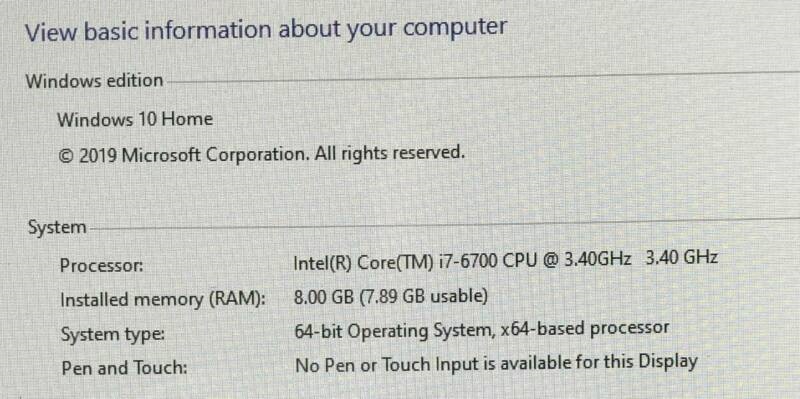 View basic information about your computer
Windows edition
Windows 10 Home
© 2019 Microsoft Corporation. All rights reserved.
System
Processor: Intel(R) Core(TM) i7-6700 CPU @ 3.40GHz 3.40 GHz
Installed memory (RAM): 8.00 GB (7.89 GB usable)
System type: 64-bit Operating System, x64-based processor
Pen and Touch: No Pen or Touch Input is available for this Display